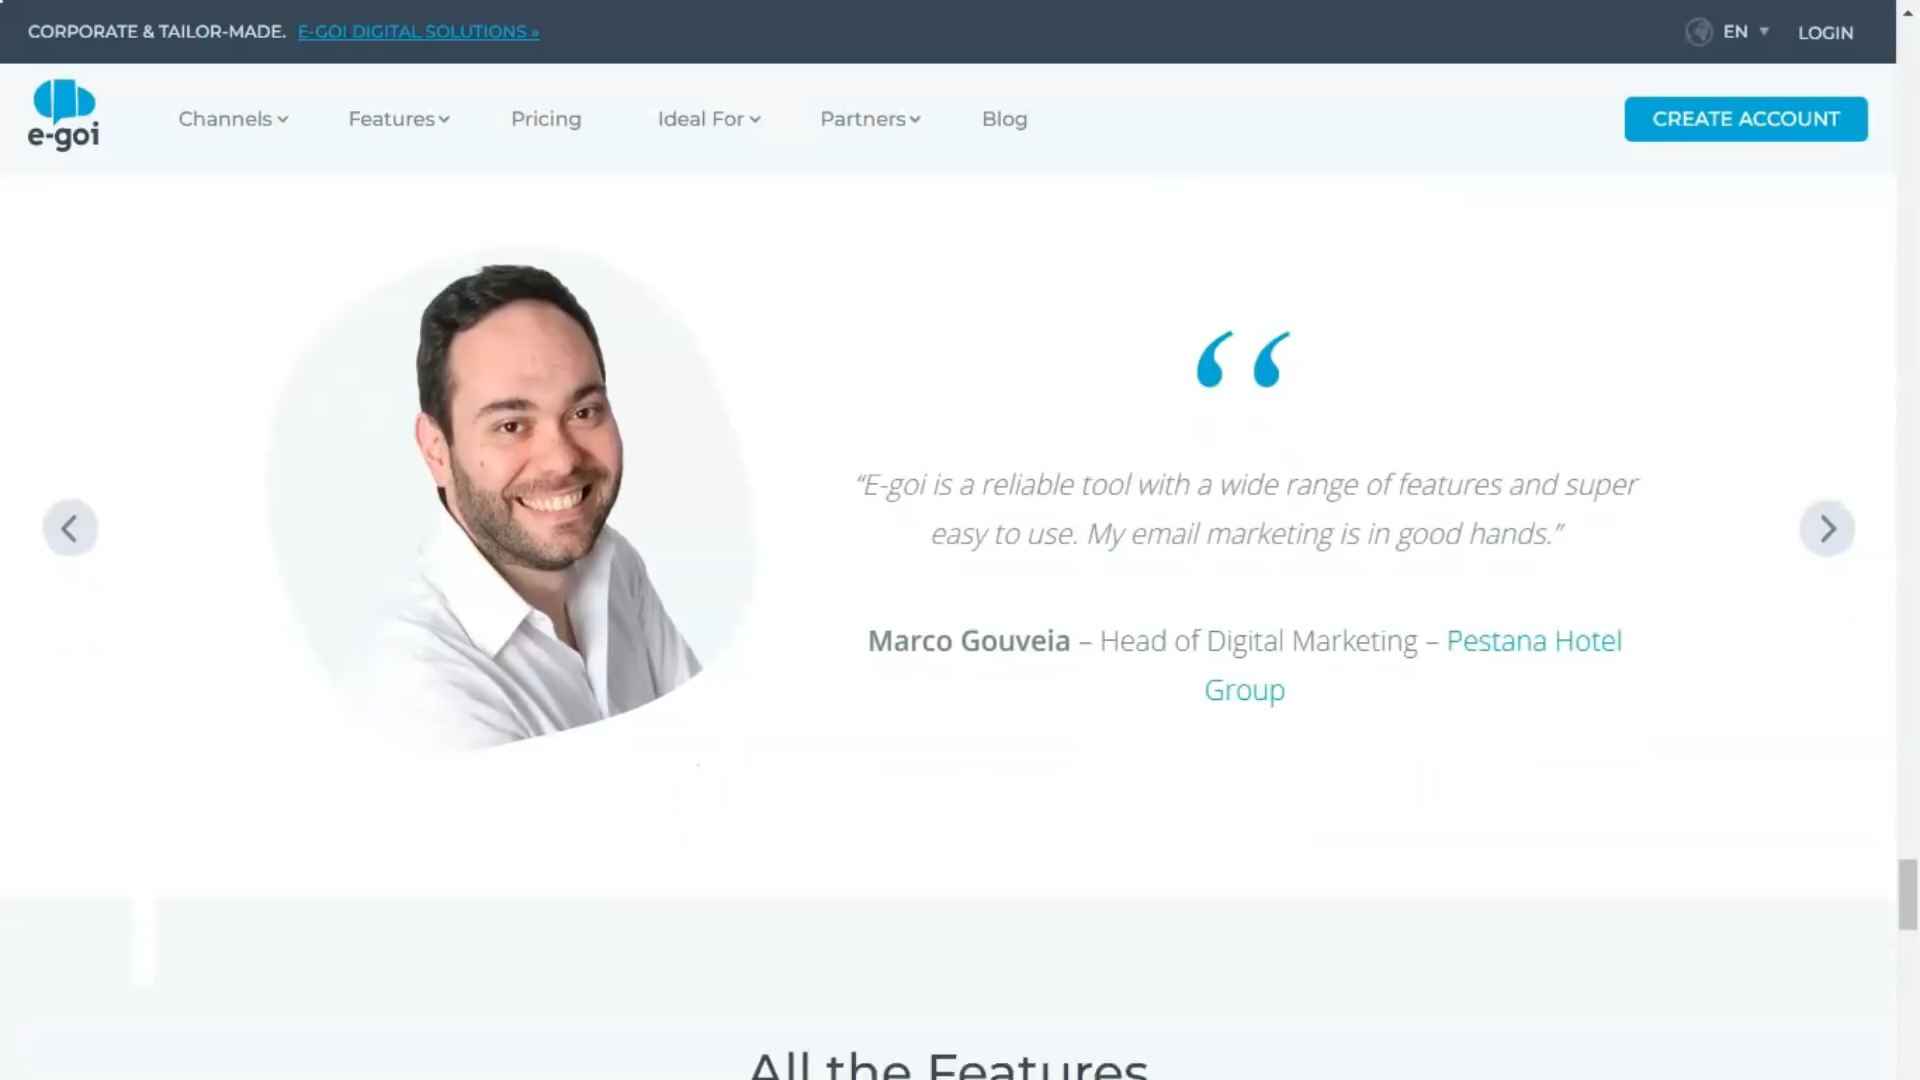 CORPORATE & TAILOR-MADE. E-GOI DIGITAL SOLUTIONS »
EN LOGIN
e-goi
Channels Features Pricing Ideal For Partners Blog
CREATE ACCOUNT
“E-goi is a reliable tool with a wide range of features and super
easy to use. My email marketing is in good hands.”
Marco Gouveia – Head of Digital Marketing – Pestana Hotel
Group
All the Features